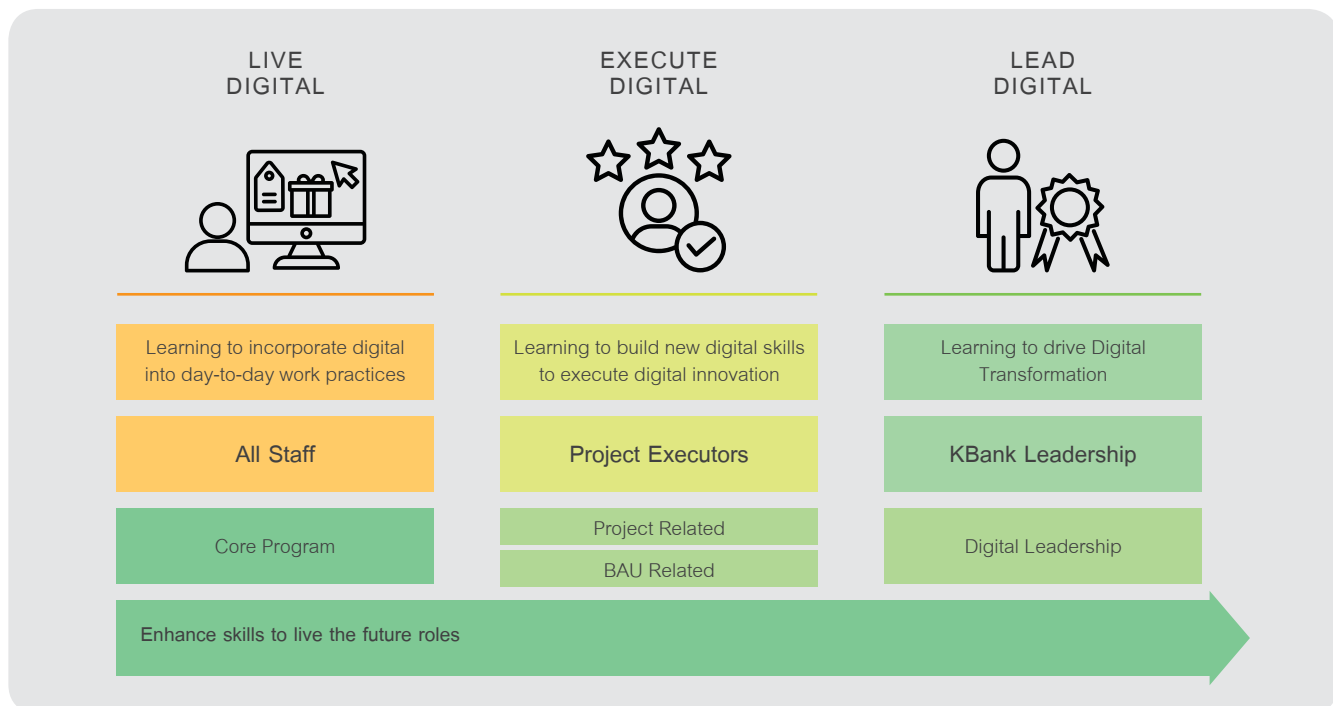 LIVE
DIGITAL
EXECUTE
DIGITAL
LEAD
DIGITAL
Learning to incorporate digital
into day-to-day work practices
Learning to build new digital skills
to execute digital innovation
Learning to drive Digital
Transformation
All Staff
Project Executors
KBank Leadership
Core Program
Project Related
BAU Related
Digital Leadership
Enhance skills to live the future roles